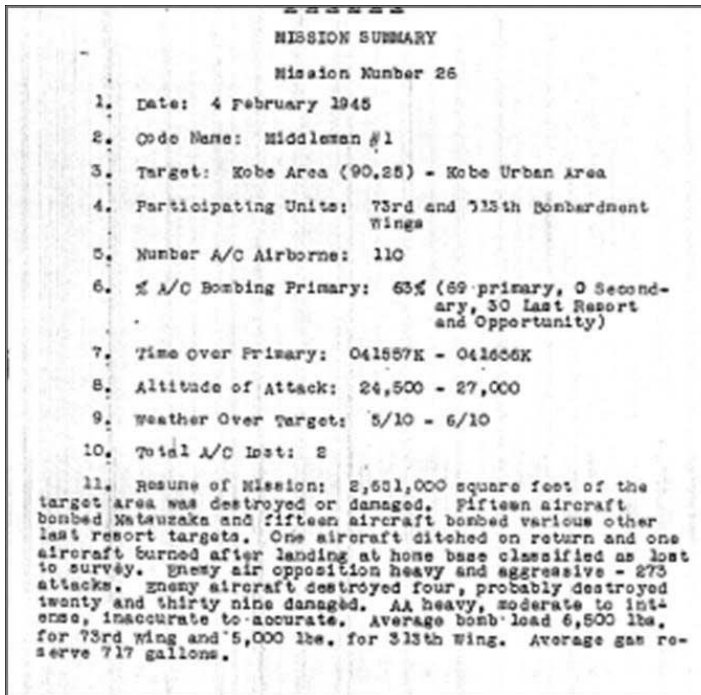 MISSION SUMMARY
Mission Number 26
1. Date: 4 February 1945
2. Code Name: Middleman #1
3. Target: Kobe Area (90.25) - Kobe Urban Area
4. Participating Units: 73rd and 313th Bombardment
Wings
5. Number A/C Airborne: 110
6. % A/C Bombing Primary: 63% (69 primary, 0 Second-
ary, 30 Last Resort
and Opportunity)
7. Time Over Primary: 041557K - 041656K
8. Altitude of Attack: 24,500 - 27,000
9. Weather Over Target: 5/10 - 6/10
10. Total A/C Lost: 2
11. Resume of Mission: 2,651,000 square feet of the
target area was destroyed or damaged. Fifteen aircraft
bombed Matsuzaka and fifteen aircraft bombed various other
last resort targets. One aircraft ditched on return and one
aircraft burned after landing at home base classified as lost
to survey. Enemy air opposition heavy and aggressive - 273
attacks. Enemy aircraft destroyed four, probably destroyed
twenty and thirty nine damaged. AA heavy, moderate to int-
ense, inaccurate to accurate. Average bomb load 6,500 lbs.
for 73rd Wing and 5,000 lbs. for 313th Wing. Average gas re-
serve 717 gallons.